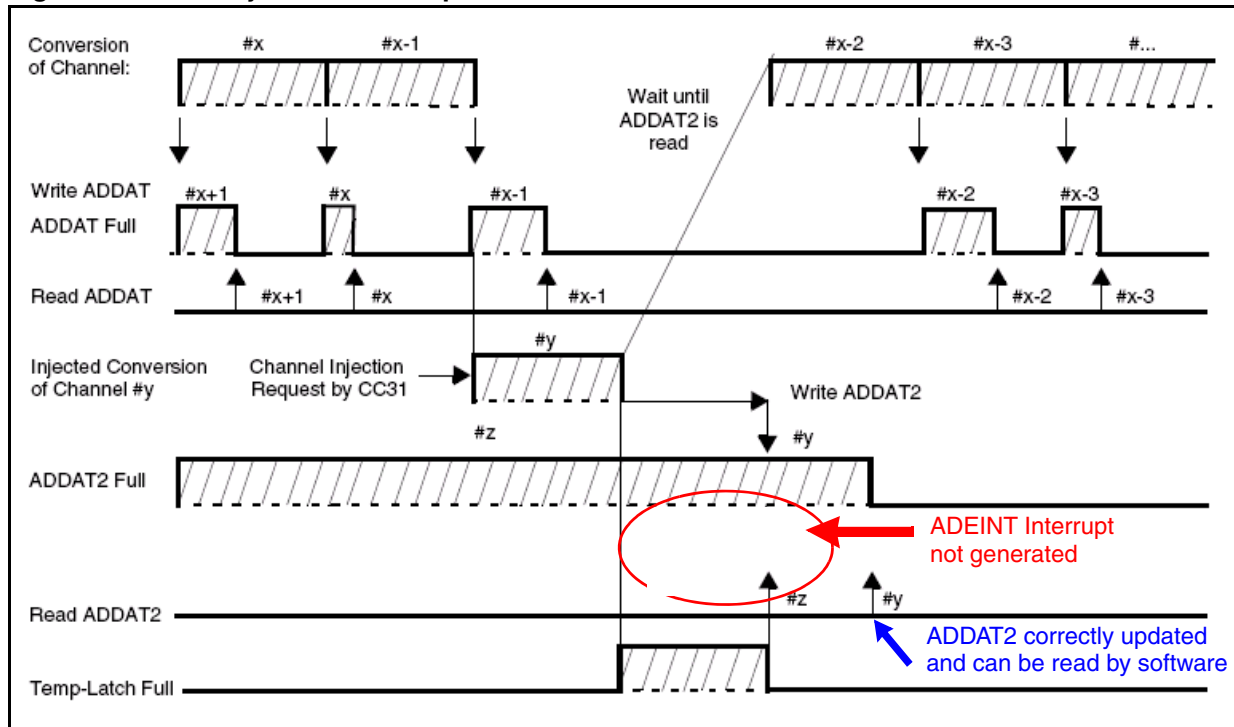 Conversion
of Channel:
#x
#x-1
#x-2
#x-3
#...
Wait until
ADDAT2 is
read
Write ADDAT
ADDAT Full
#x+1
#x
#x-1
#x-2
#x-3
Read ADDAT
#x+1
#x
#x-1
#x-2
#x-3
Injected Conversion
of Channel #y
Channel Injection
Request by CC31
#y
Write ADDAT2
#z
#y
ADDAT2 Full
ADEINT Interrupt
not generated
#z
#y
Read ADDAT2
ADDAT2 correctly updated
and can be read by software
Temp-Latch Full